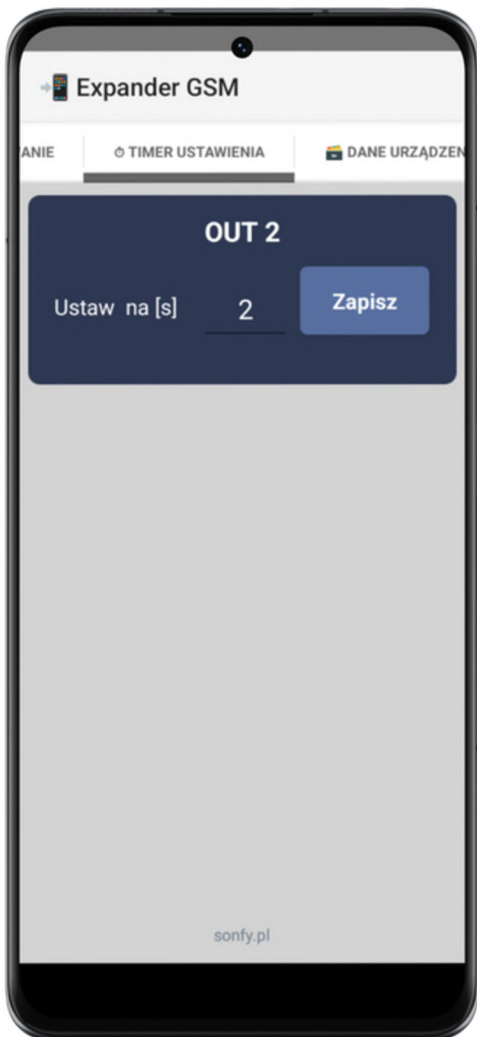 Expander GSM
ANIE
TIMER USTAWIENIA
DANE URZĄDZEN
OUT 2
Ustaw na [s]
2
Zapisz
sonfy.pl